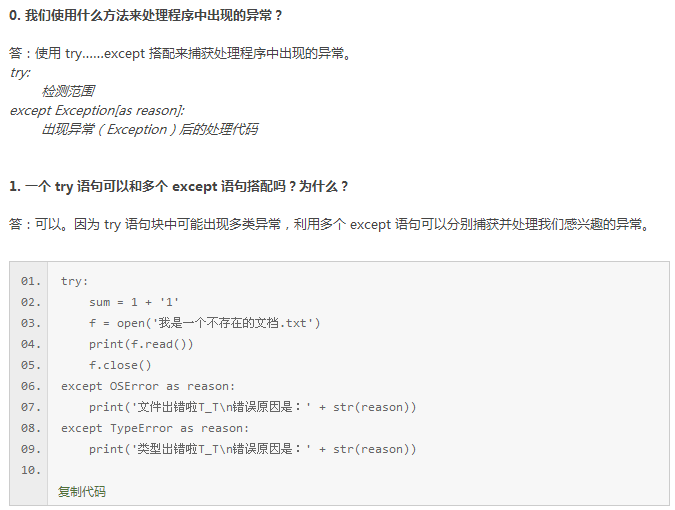 0. 我们使用什么方法来处理程序中出现的异常？
答：使用 try......except 搭配来捕获处理程序中出现的异常。
try:
检测范围
except Exception[as reason]:
出现异常（Exception）后的处理代码
1. 一个 try 语句可以和多个 except 语句搭配吗？为什么？
答：可以。因为 try 语句块中可能出现多类异常，利用多个 except 语句可以分别捕获并处理我们感兴趣的异常。
01. try:
02.     sum = 1 + '1'
03.     f = open('我是一个不存在的文档.txt')
04.     print(f.read())
05.     f.close()
06. except OSError as reason:
07.     print('文件出错啦T_T\n错误原因是：' + str(reason))
08. except TypeError as reason:
09.     print('类型出错啦T_T\n错误原因是：' + str(reason))
10.
复制代码